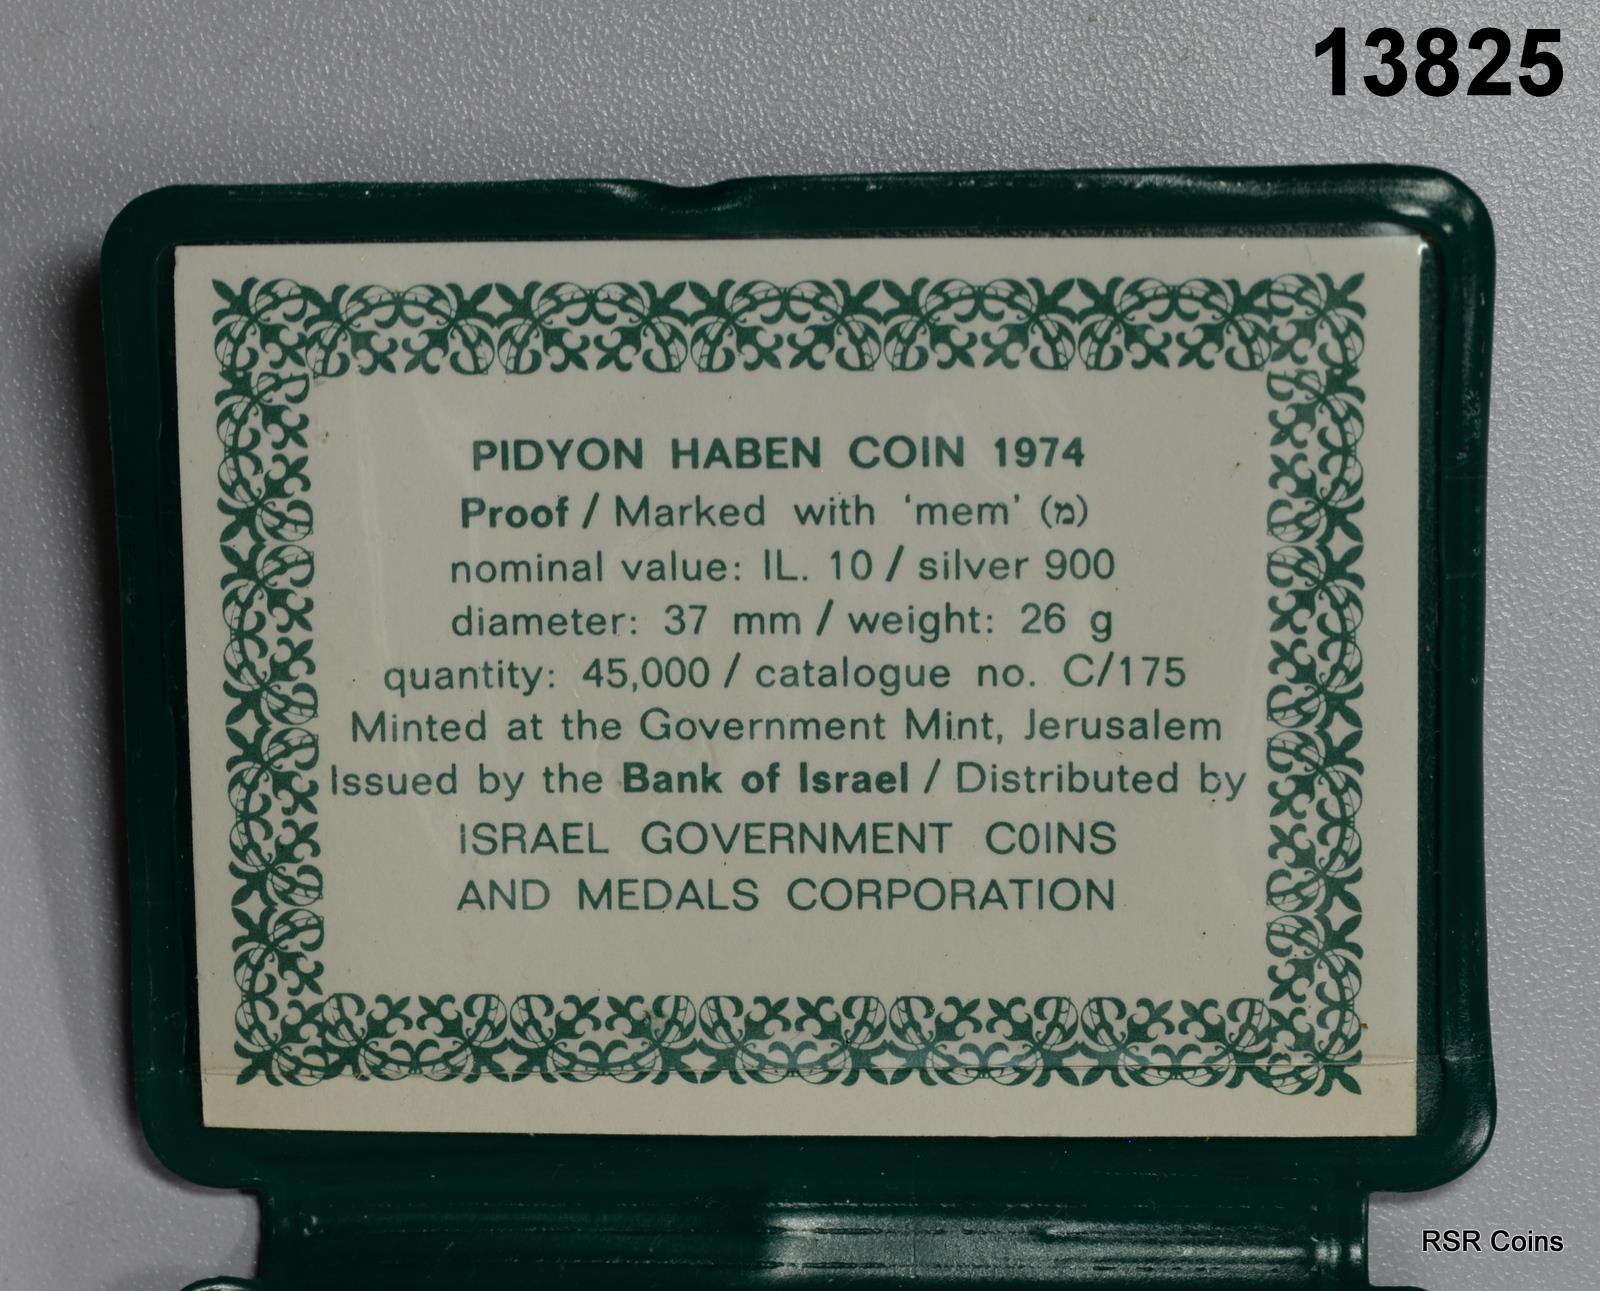 13825
PIDYON HABEN COIN 1974
Proof / Marked with 'mem' (מ)
nominal value: IL. 10 / silver 900
diameter: 37 mm / weight: 26 g
quantity: 45,000 / catalogue no. C/175
Minted at the Government Mint, Jerusalem
Issued by the Bank of Israel / Distributed by
ISRAEL GOVERNMENT COINS
AND MEDALS CORPORATION
RSR Coins